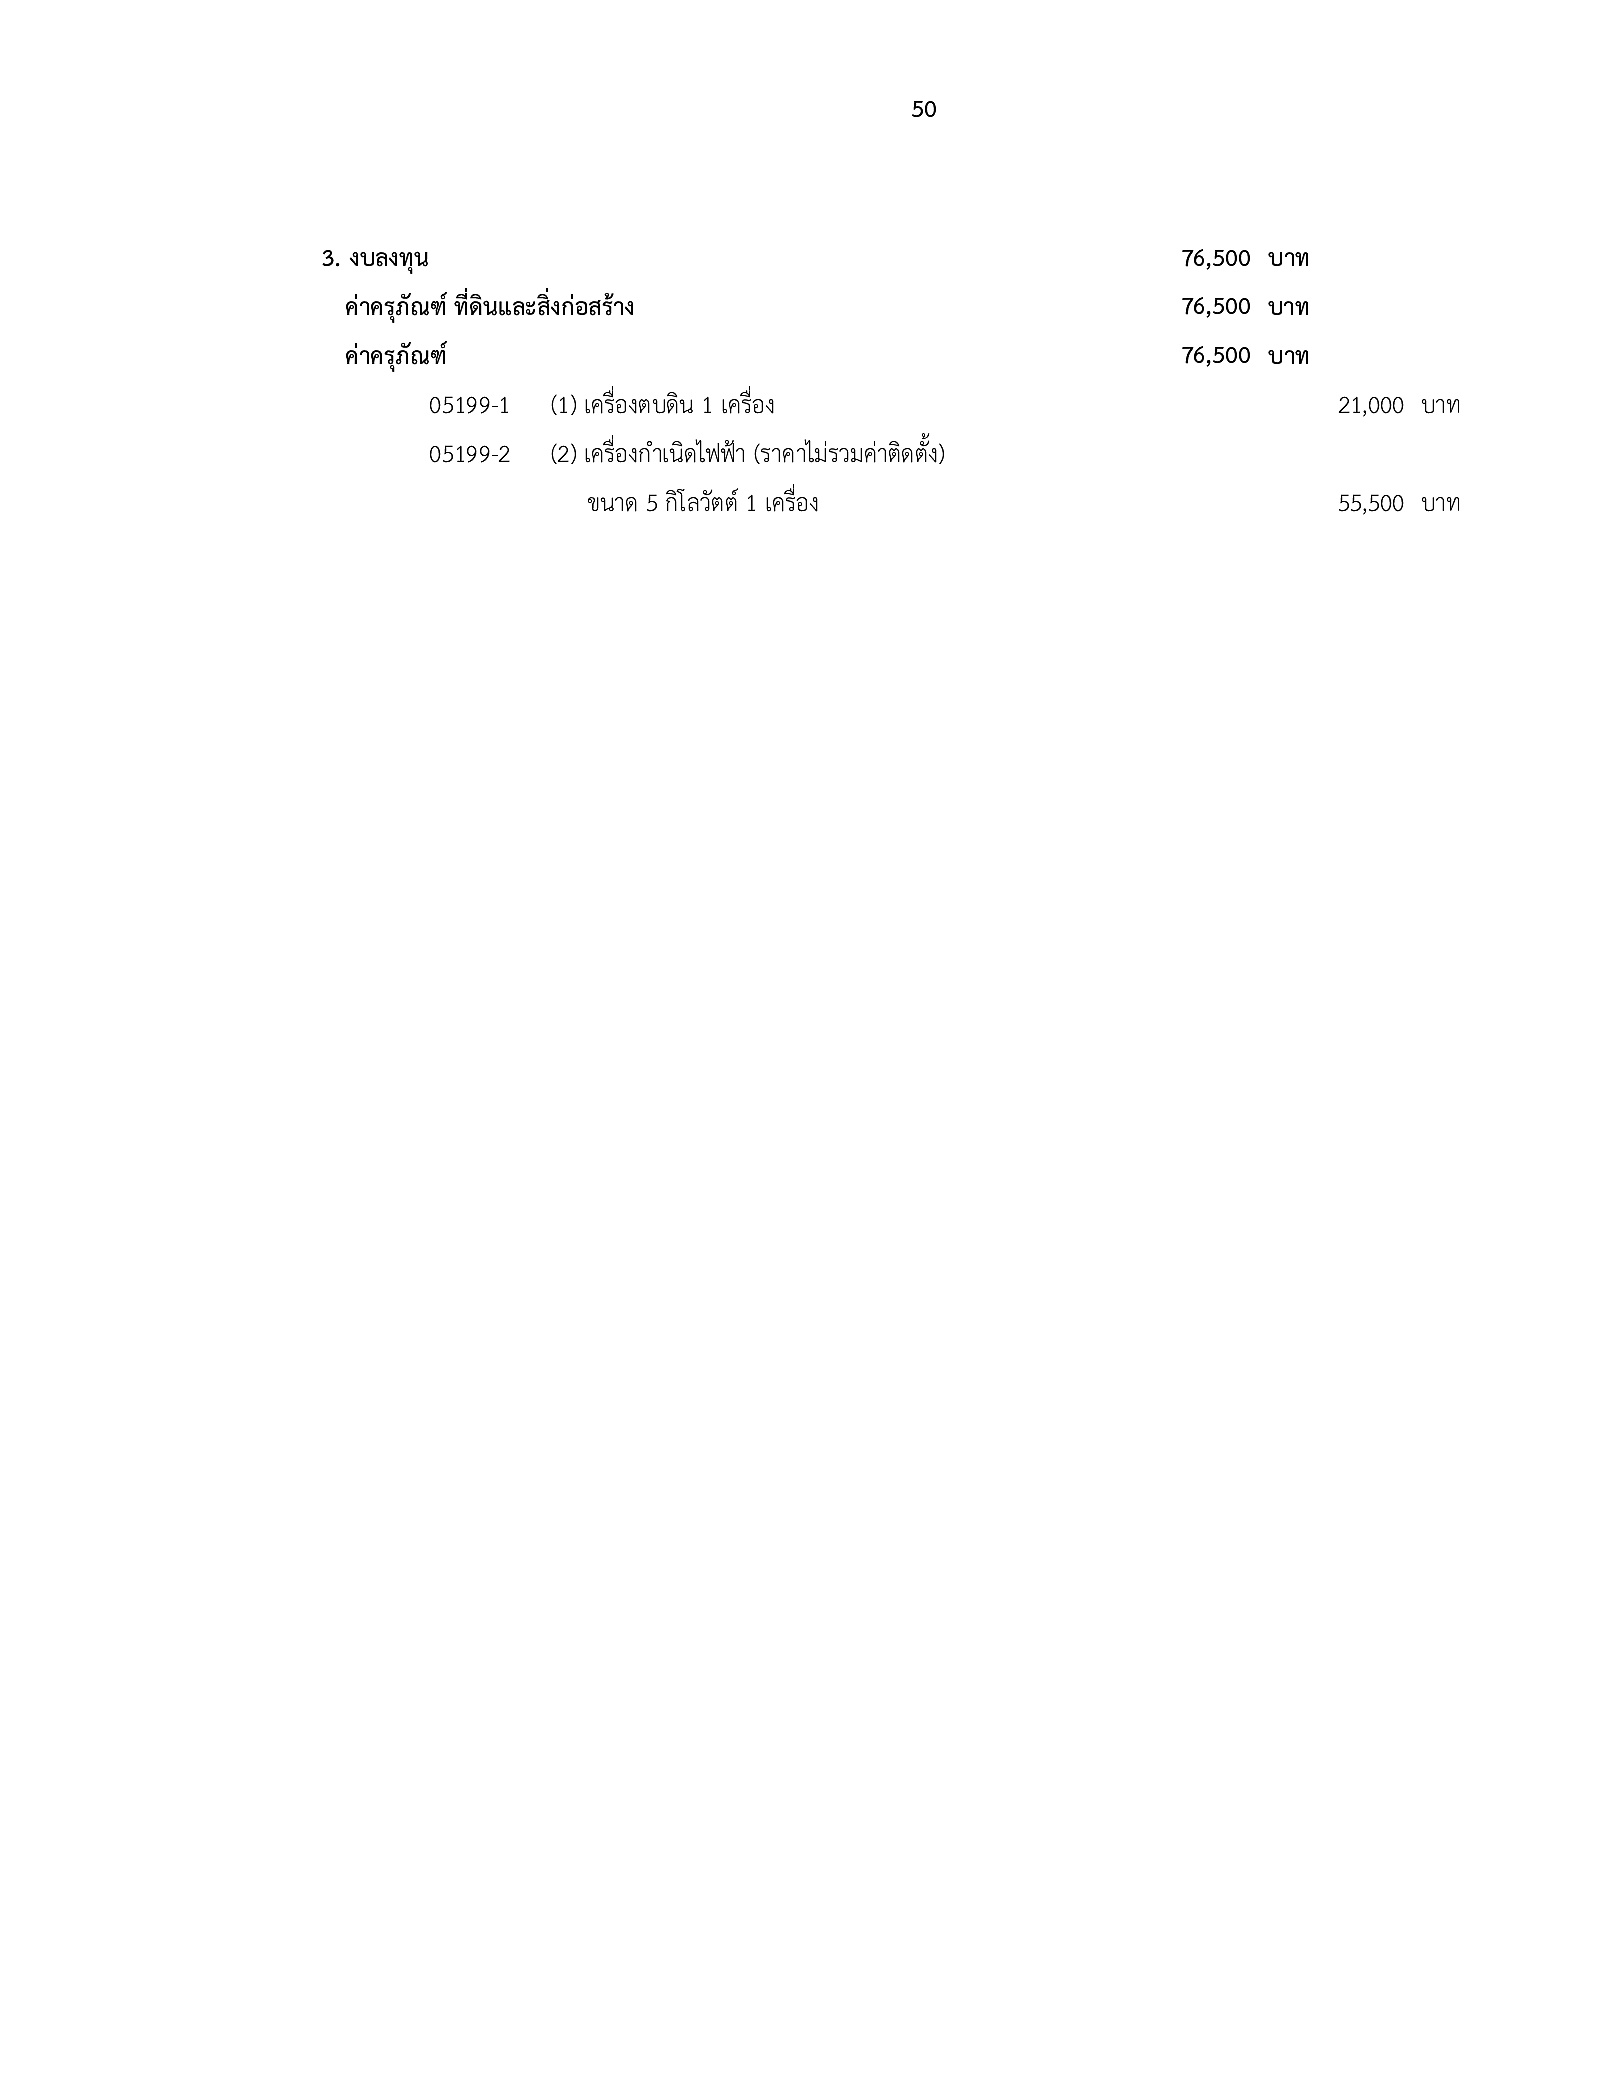 50
3. งบลงทุน 76,500 บาท
ค่าครุภัณฑ์ ที่ดินและสิ่งก่อสร้าง 76,500 บาท
ค่าครุภัณฑ์ 76,500 บาท
05199-1 (1) เครื่องตบดิน 1 เครื่อง 21,000 บาท
05199-2 (2) เครื่องกำเนิดไฟฟ้า (ราคาไม่รวมค่าติดตั้ง)
ขนาด 5 กิโลวัตต์ 1 เครื่อง 55,500 บาท